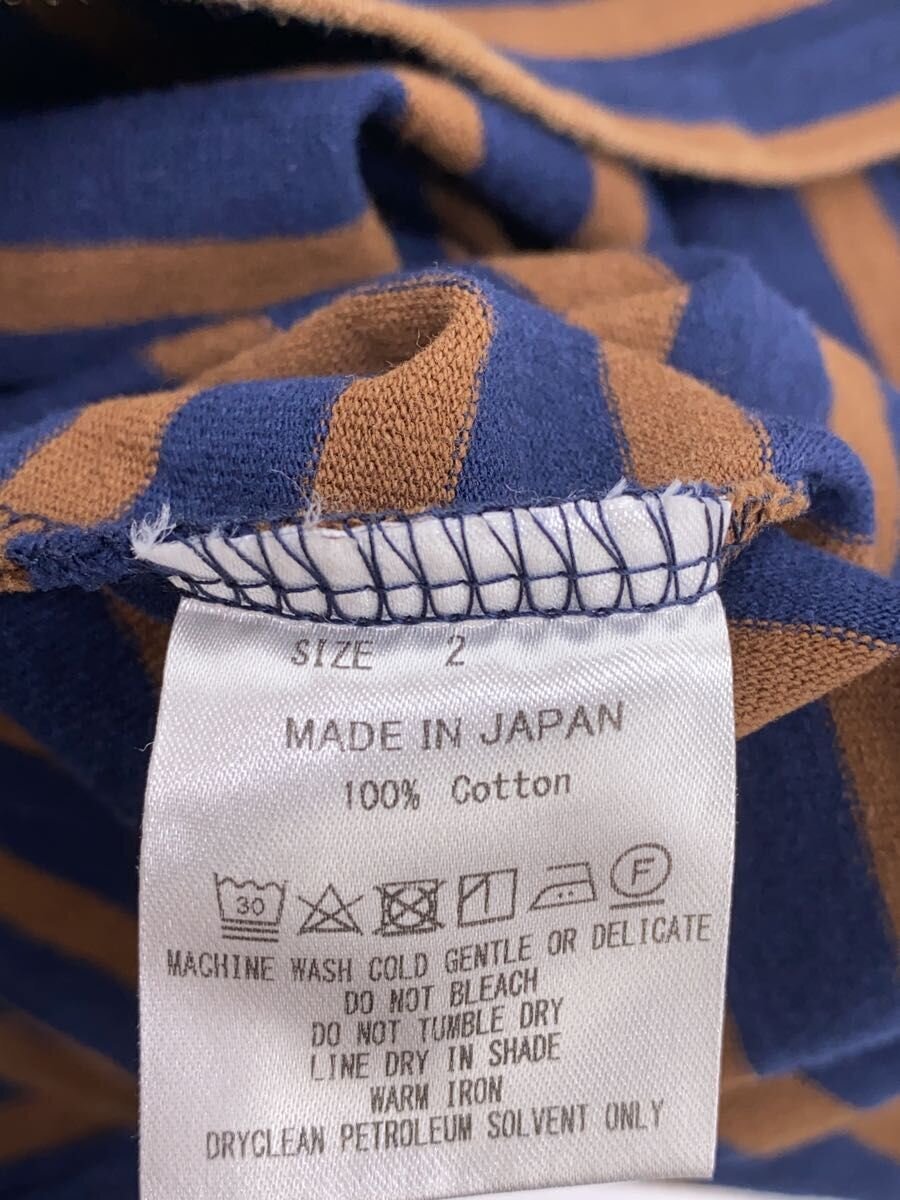 SIZE 2
MADE IN JAPAN
100% Cotton
30 F
MACHINE WASH COLD GENTLE OR DELICATE
DO NOT BLEACH
DO NOT TUMBLE DRY
LINE DRY IN SHADE
WARM IRON
DRYCLEAN PETROLEUM SOLVENT ONLY